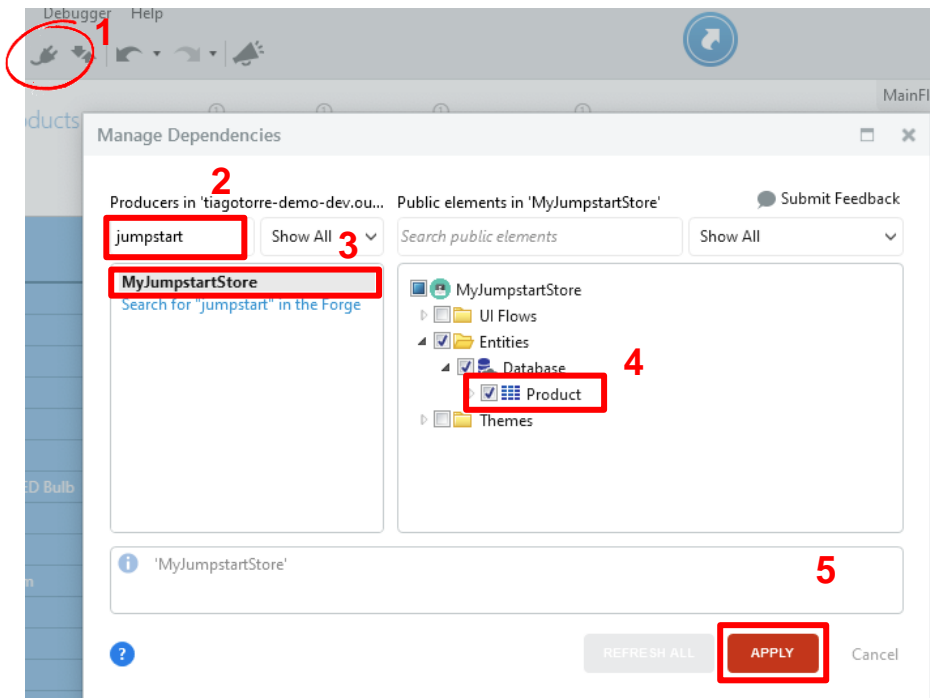 Debugger Help
1
MainFl
oducts
Manage Dependencies
2
Producers in 'tiagotorre-demo-dev.ou... Public elements in 'MyJumpstartStore' Submit Feedback
jumpstart Show All 3 Search public elements Show All
MyJumpstartStore
Search for "jumpstart" in the Forge
MyJumpstartStore
UI Flows
Entities
Database 4
Product
Themes
ED Bulb
'MyJumpstartStore' 5
m
? REFRESH ALL APPLY Cancel